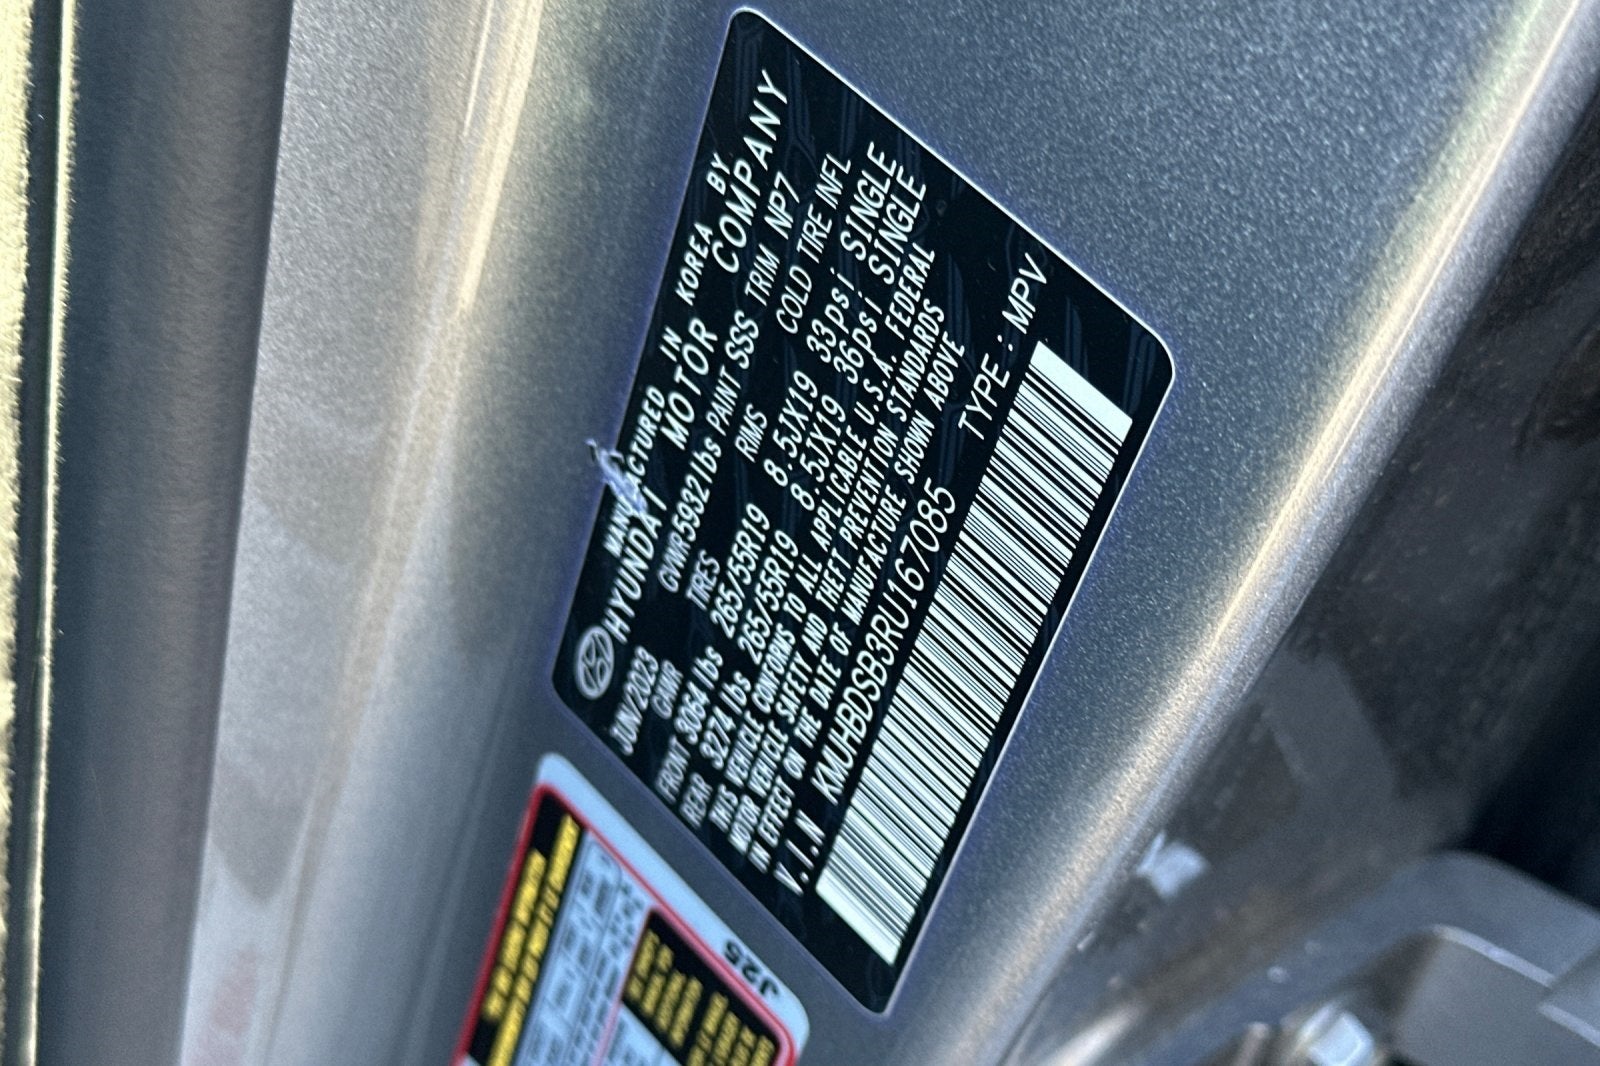 MANUFACTURED IN KOREA BY
HYUNDAI MOTOR COMPANY
JUN/2023 GVWR 5932 lbs PAINT SSS TRIM NP7
GAWR TIRES RIMS COLD TIRE INFL
FRONT 3064 lbs 265/55R19 8.5JX19 33psi SINGLE
REAR 3274 lbs 265/55R19 8.5JX19 36psi SINGLE
THIS VEHICLE CONFORMS TO ALL APPLICABLE U.S.A. FEDERAL
MOTOR VEHICLE SAFETY AND THEFT PREVENTION STANDARDS
IN EFFECT ON THE DATE OF MANUFACTURE SHOWN ABOVE
V.I.N KMUHBDSB3RU167085 TYPE : MPV
J25